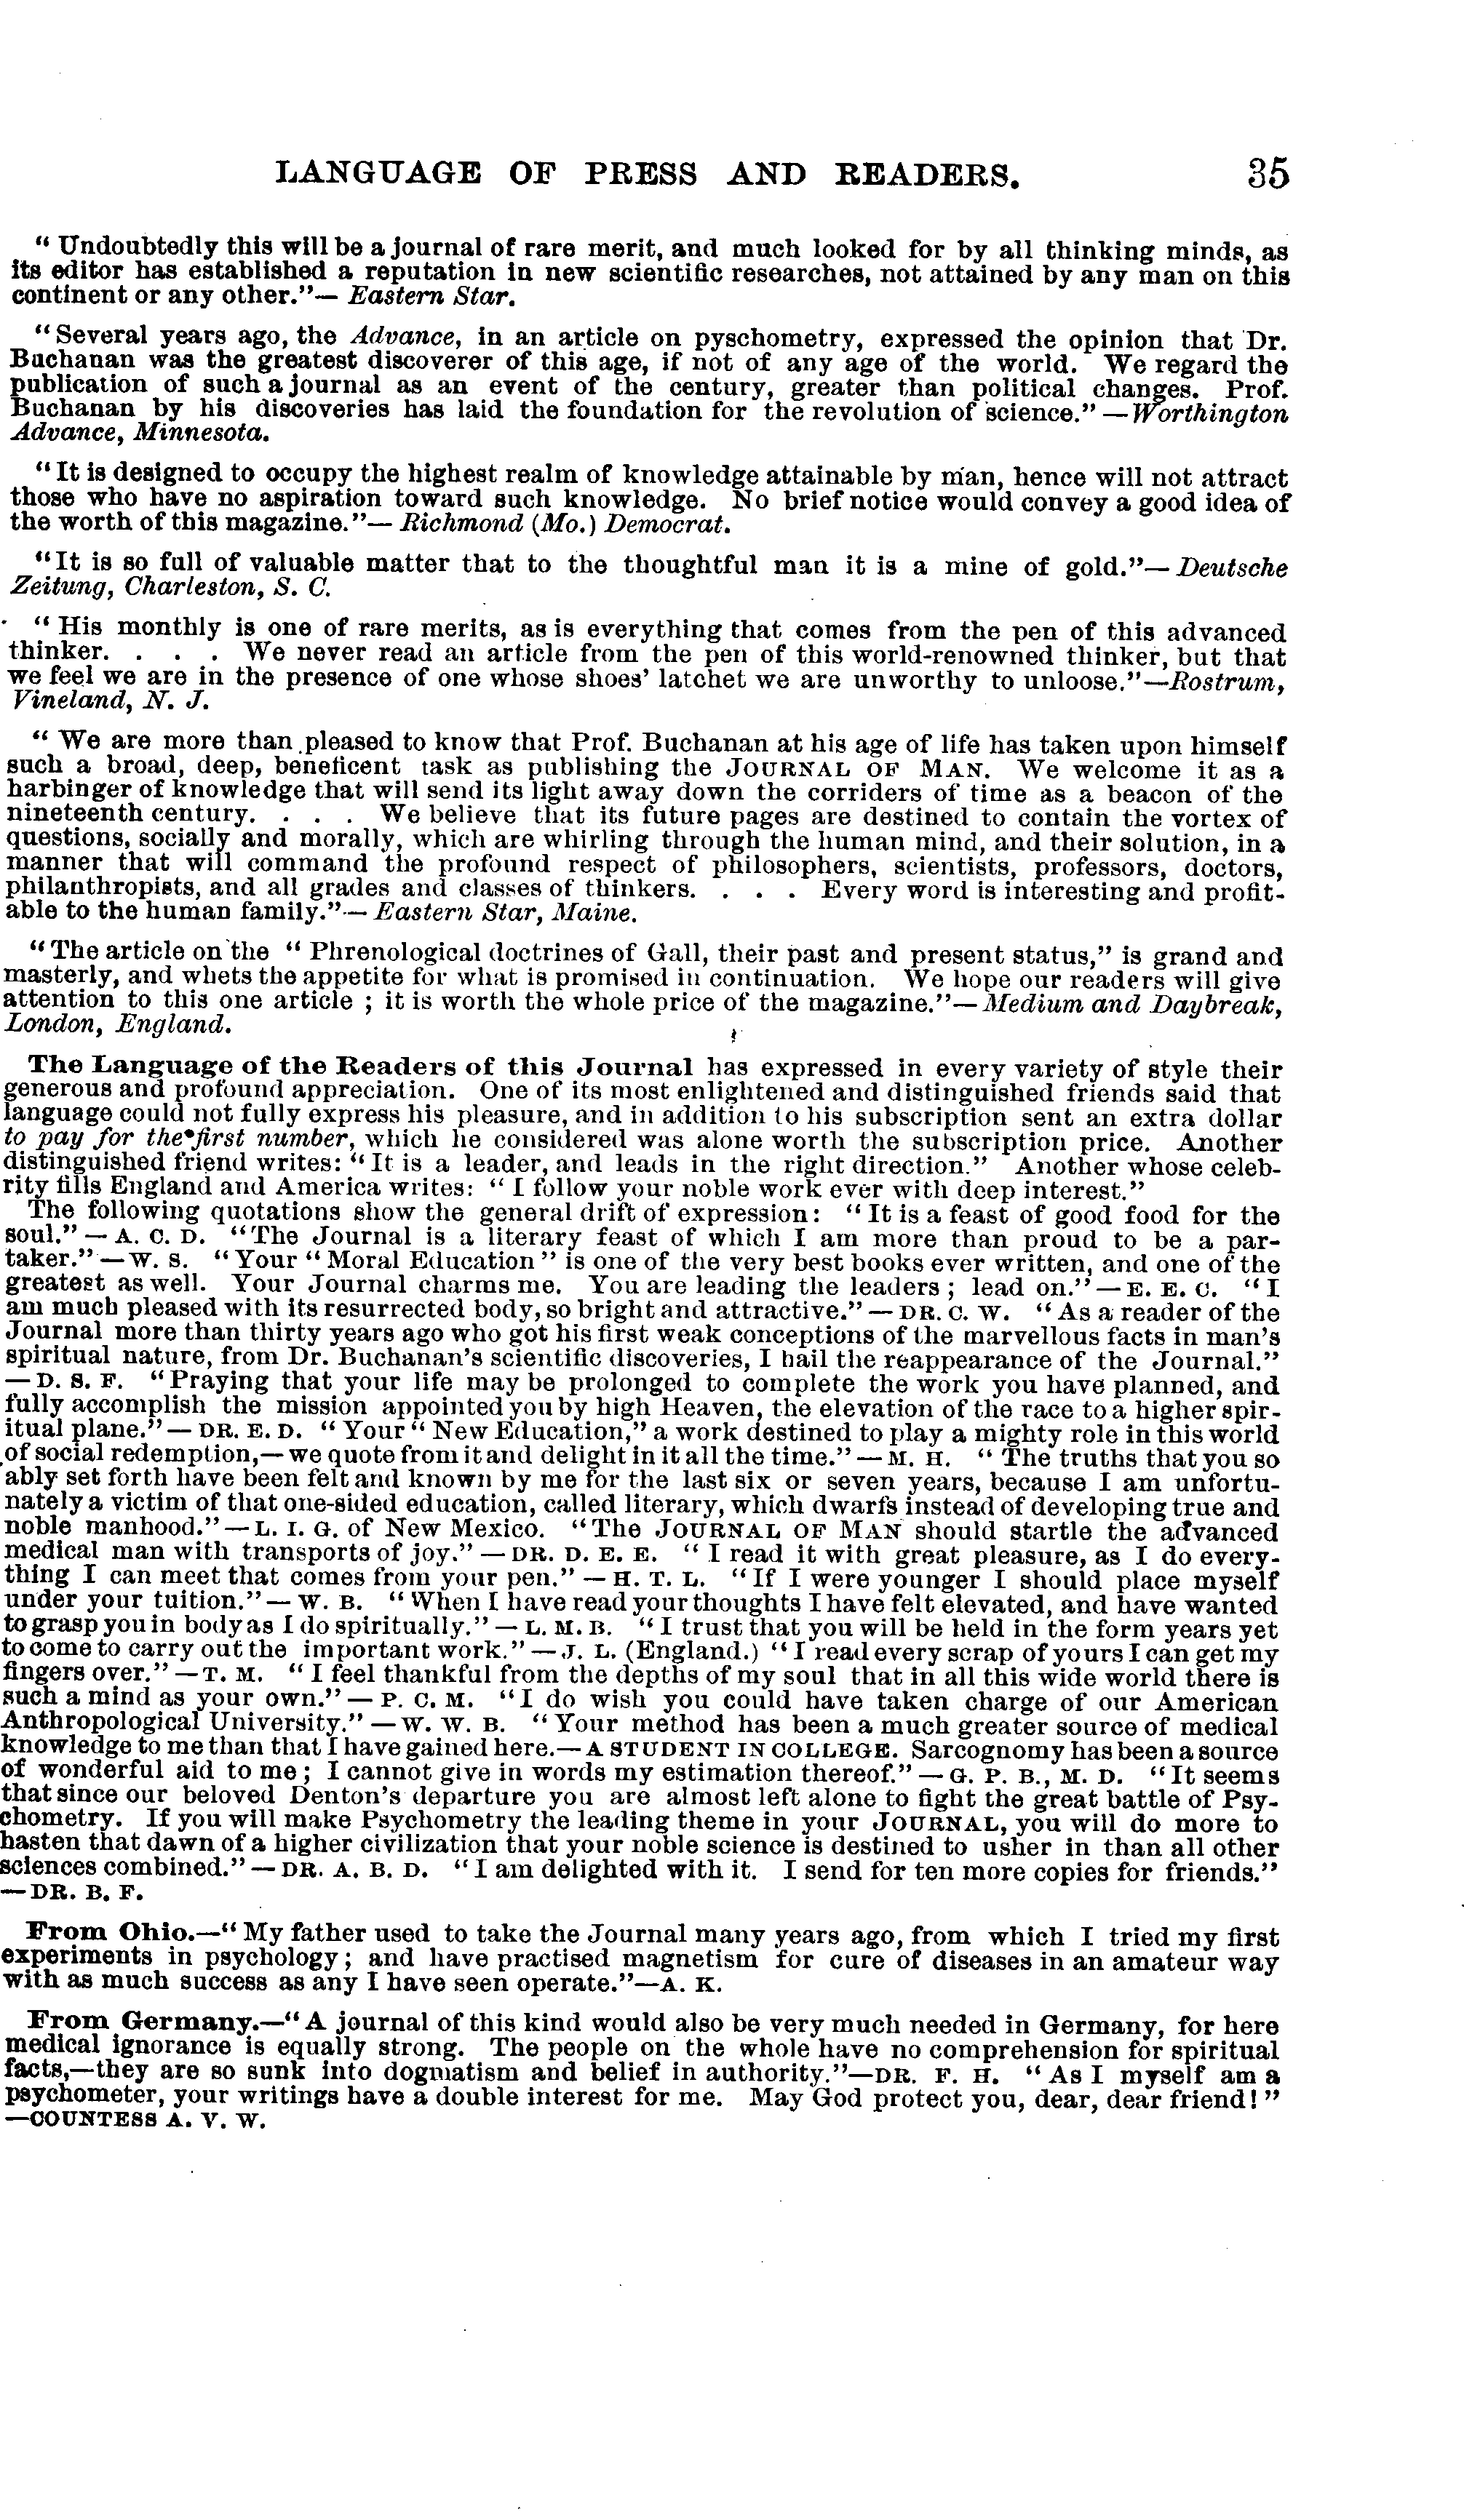 LANGUAGE OF PRESS AND READERS. 35
“ Undoubtedly this will be a journal of rare merit, and much looked for by all thinking minds, as
its editor has established a reputation in new scientific researches, not attained by any man on this
continent or any other.”— Eastern Star.
“Several years ago, the Advance, in an article on pyschometry, expressed the opinion that Dr.
Buchanan was the greatest discoverer of this age, if not of any age of the world. We regard the
publication of such a journal as an event of the century, greater than political changes. Prof.
Buchanan by his discoveries has laid the foundation for the revolution of science.” —Worthington
Advance, Minnesota.
“It is designed to occupy the highest realm of knowledge attainable by man, hence will not attract
those who have no aspiration toward such knowledge. No brief notice would convey a good idea of
the worth of this magazine.”— Richmond (Mo.) Democrat.
“It is so full of valuable matter that to the thoughtful man it is a mine of gold.”— Deutsche
Zeitung, Charleston, S. C.
“ His monthly is one of rare merits, as is everything that comes from the pen of this advanced
thinker. . . . We never read an article from the pen of this world-renowned thinker, but that
we feel we are in the presence of one whose shoes’ latchet we are unworthy to unloose.”—Rostrum,
Vineland, N. J.
“ We are more than pleased to know that Prof. Buchanan at his age of life has taken upon himself
such a broad, deep, beneficent task as publishing the JOURNAL OF MAN. We welcome it as a
harbinger of knowledge that will send its light away down the corriders of time as a beacon of the
nineteenth century. . . . We believe that its future pages are destined to contain the vortex of
questions, socially and morally, which are whirling through the human mind, and their solution, in a
manner that will command the profound respect of philosophers, scientists, professors, doctors,
philanthropists, and all grades and classes of thinkers. . . . Every word is interesting and profit-
able to the human family.”— Eastern Star, Maine.
“The article on the “ Phrenological doctrines of Gall, their past and present status,” is grand and
masterly, and whets the appetite for what is promised in continuation. We hope our readers will give
attention to this one article ; it is worth the whole price of the magazine.”— Medium and Daybreak,
London, England.
The Language of the Readers of this Journal has expressed in every variety of style their
generous and profound appreciation. One of its most enlightened and distinguished friends said that
language could not fully express his pleasure, and in addition to his subscription sent an extra dollar
to pay for the first number, which he considered was alone worth the subscription price. Another
distinguished friend writes: “It is a leader, and leads in the right direction.” Another whose celeb-
rity fills England and America writes: “ I follow your noble work ever with deep interest.”
The following quotations show the general drift of expression: “It is a feast of good food for the
soul.” — A. C. D. “The Journal is a literary feast of which I am more than proud to be a par-
taker.” —W. S. “Your “ Moral Education ” is one of the very best books ever written, and one of the
greatest as well. Your Journal charms me. You are leading the leaders ; lead on.” — E. E. C. “I
am much pleased with its resurrected body, so bright and attractive.” — DR. C. W. “As a reader of the
Journal more than thirty years ago who got his first weak conceptions of the marvellous facts in man’s
spiritual nature, from Dr. Buchanan’s scientific discoveries, I hail the reappearance of the Journal.”
— D. S. F. “Praying that your life may be prolonged to complete the work you have planned, and
fully accomplish the mission appointed you by high Heaven, the elevation of the race to a higher spir-
itual plane.”— DR. E. D. “ Your “ New Education,” a work destined to play a mighty role in this world
of social redemption,— we quote from it and delight in it all the time.” — M. H. “ The truths that you so
ably set forth have been felt and known by me for the last six or seven years, because I am unfortu-
nately a victim of that one-sided education, called literary, which dwarfs instead of developing true and
noble manhood.” — L. I. G. of New Mexico. “The JOURNAL OF MAN should startle the advanced
medical man with transports of joy.” — DR. D. E. E. “ I read it with great pleasure, as I do every-
thing I can meet that comes from your pen.” — H. T. L. “If I were younger I should place myself
under your tuition.”— W. B. “When I have read your thoughts I have felt elevated, and have wanted
to grasp you in body as I do spiritually.” — L. M. B. “I trust that you will be held in the form years yet
to come to carry out the important work.” — J. L. (England.) “I read every scrap of yours I can get my
fingers over.” —T. M. “I feel thankful from the depths of my soul that in all this wide world there is
such a mind as your own.” — P. C. M. “I do wish you could have taken charge of our American
Anthropological University.” —W. W. B. “Your method has been a much greater source of medical
knowledge to me than that I have gained here.— A STUDENT IN COLLEGE. Sarcognomy has been a source
of wonderful aid to me ; I cannot give in words my estimation thereof.” — G. P. B., M. D. “It seems
that since our beloved Denton’s departure you are almost left alone to fight the great battle of Psy-
chometry. If you will make Psychometry the leading theme in your JOURNAL, you will do more to
hasten that dawn of a higher civilization that your noble science is destined to usher in than all other
sciences combined.” — DR. A. B. D. “I am delighted with it. I send for ten more copies for friends.”
—DR. B. F.
From Ohio.—“ My father used to take the Journal many years ago, from which I tried my first
experiments in psychology ; and have practised magnetism for cure of diseases in an amateur way
with as much success as any I have seen operate.”—A. K.
From Germany.—“ A journal of this kind would also be very much needed in Germany, for here
medical ignorance is equally strong. The people on the whole have no comprehension for spiritual
facts,—they are so sunk into dogmatism and belief in authority.”—DR. F. H. “ As I myself am a
psychometer, your writings have a double interest for me. May God protect you, dear, dear friend ! ”
—COUNTESS A. V. W.